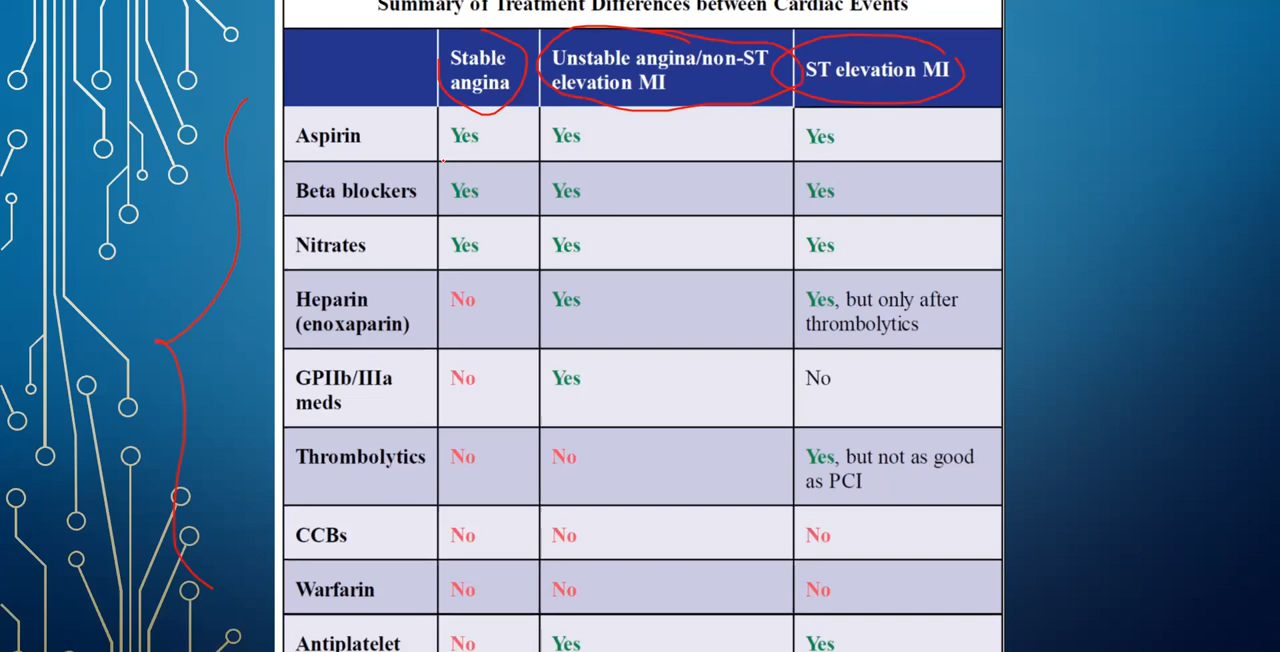 Summary of Treatment Differences between Cardiac Events
Stable angina
Unstable angina/non-ST elevation MI
ST elevation MI
Aspirin Yes Yes Yes
Beta blockers Yes Yes Yes
Nitrates Yes Yes Yes
Heparin (enoxaparin) No Yes Yes, but only after thrombolytics
GPIIb/IIIa meds No Yes No
Thrombolytics No No Yes, but not as good as PCI
CCBs No No No
Warfarin No No No
Antiplatelet No Yes Yes